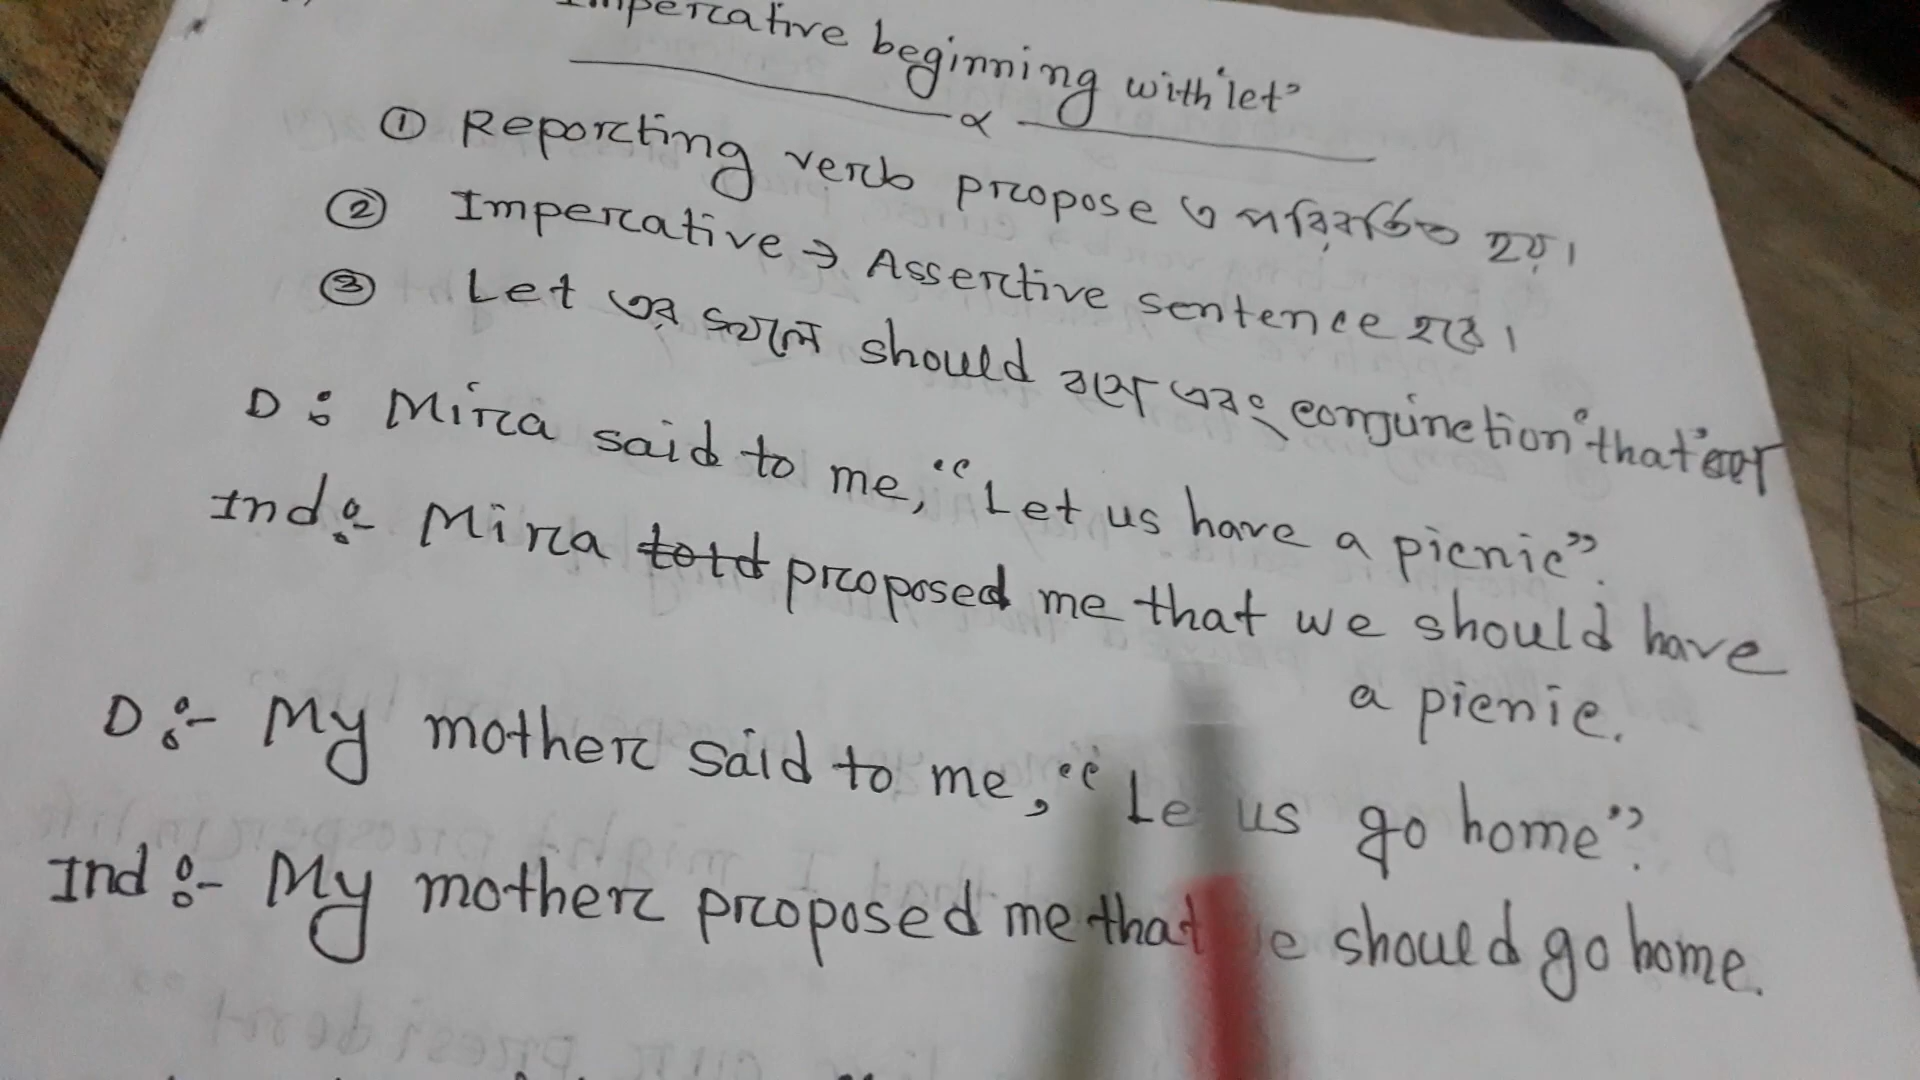 Imperative beginning with 'let'
① Reporting verb propose এ পরিবর্তিত হয়।
② Imperative → Assertive sentence হবে।
③ Let এর স্থলে should বসে এবং conjunction 'that' বসে
D : Mira said to me, "Let us have a picnic".
Ind :- Mira told proposed me that we should have
a picnic.
D :- My mother said to me, "Le us go home".
Ind :- My mother proposed me that e should go home.